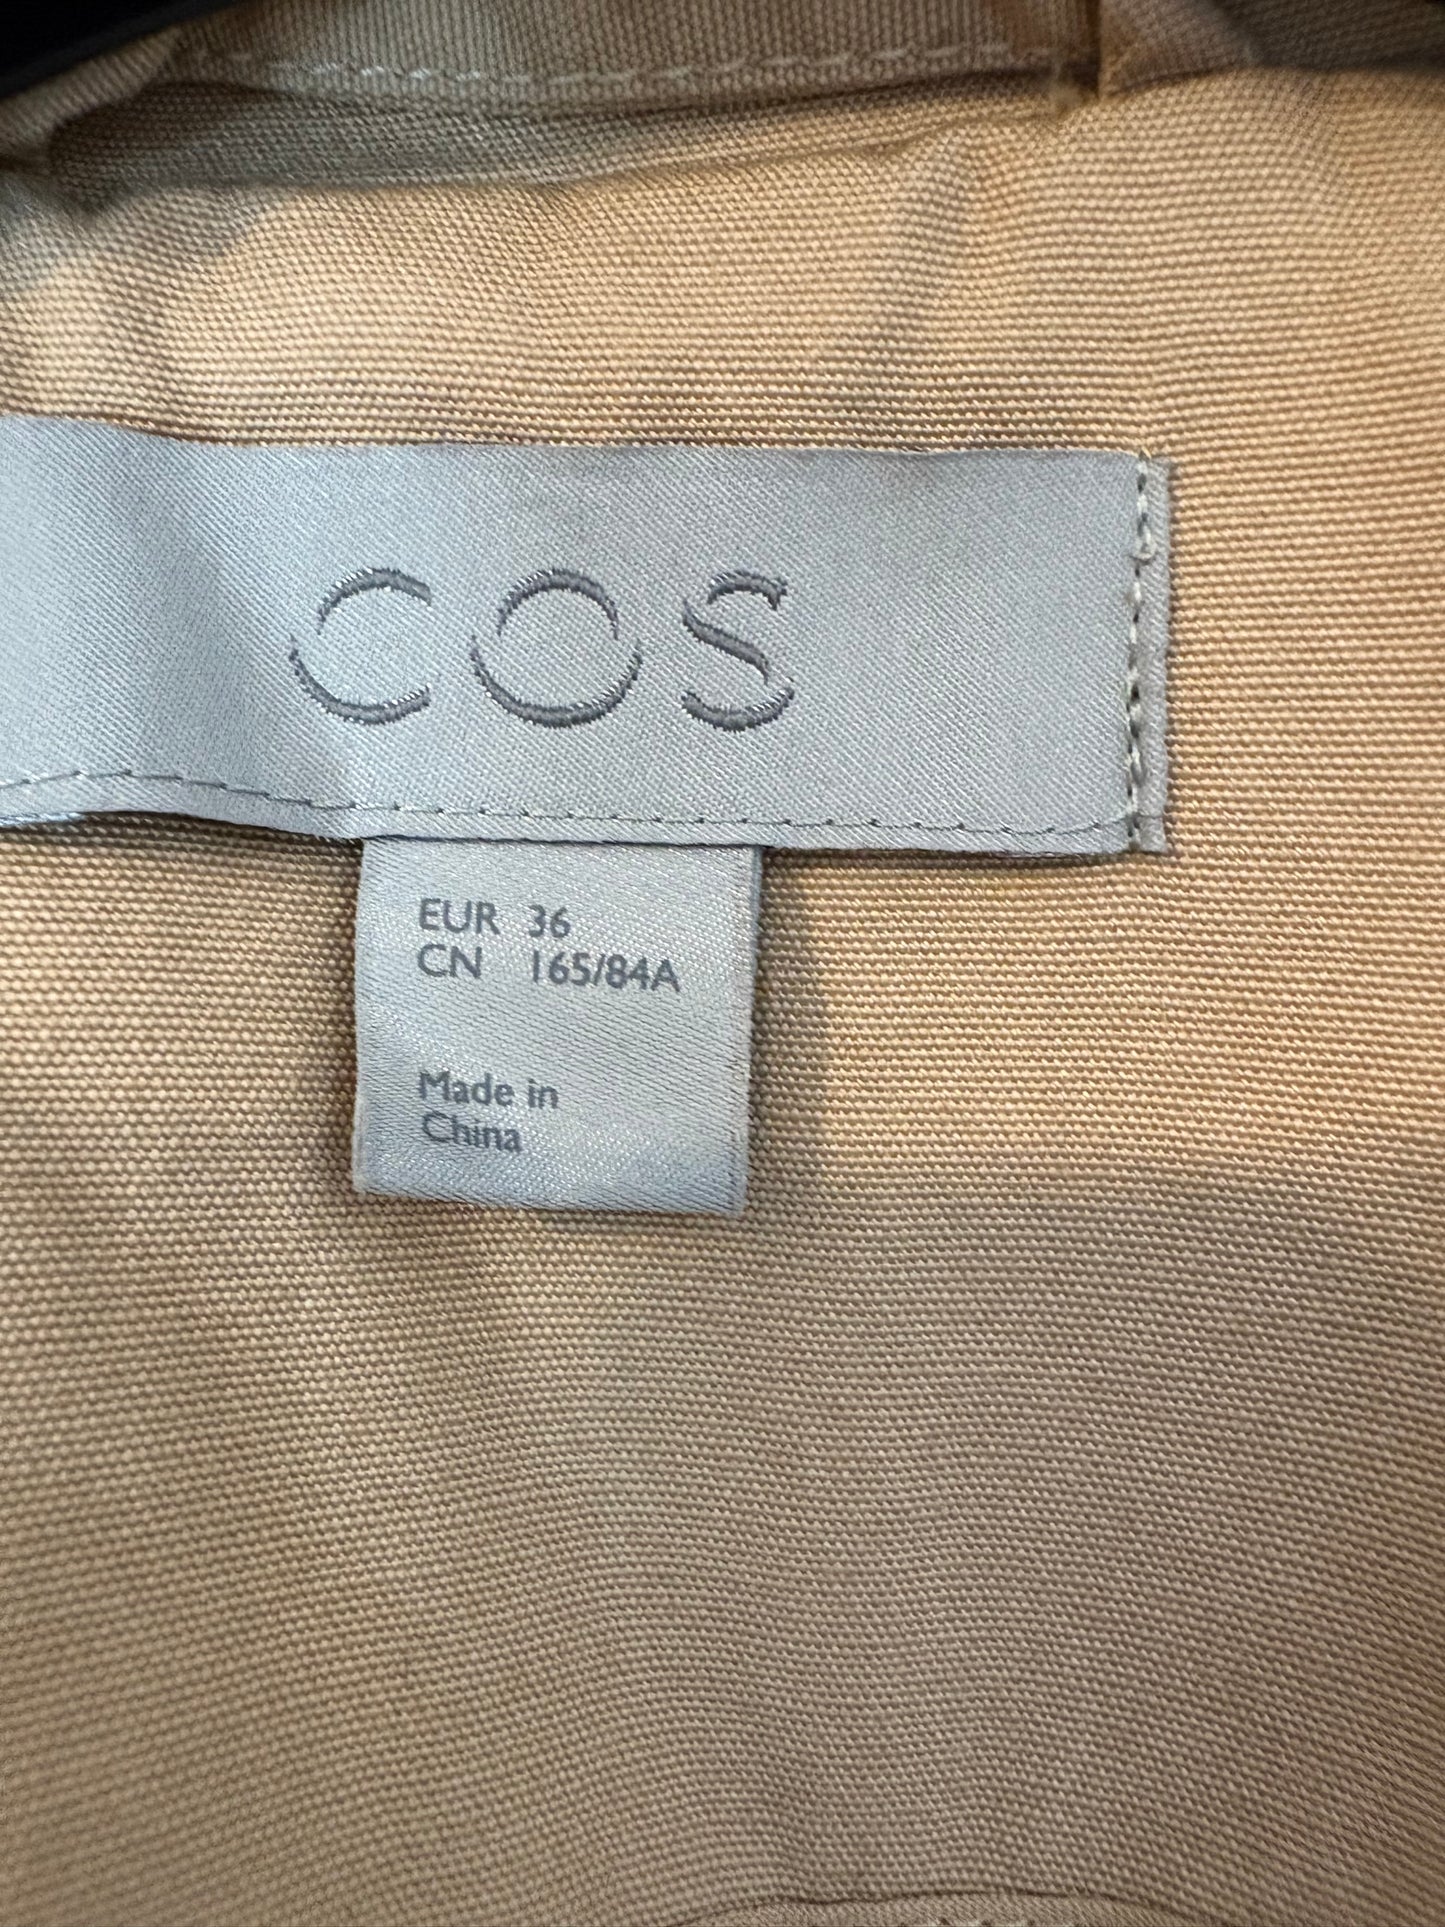 COS
EUR 36
CN 165/84A
Made in
China